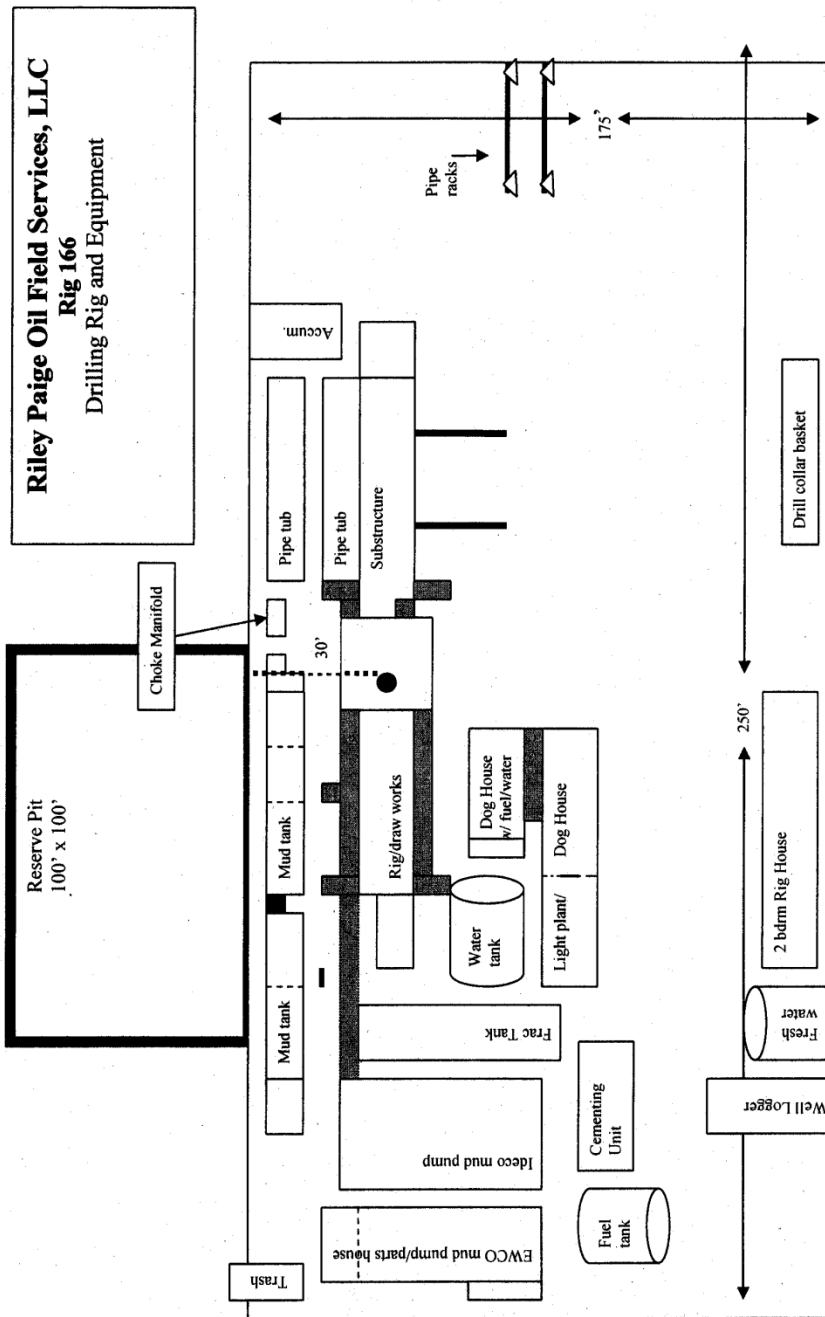 Riley Paige Oil Field Services, LLC
Rig 166
Drilling Rig and Equipment
Reserve Pit
100' x 100'
Choke Manifold
Trash
Mud tank
Mud tank
Pipe tub
Accum.
30'
Pipe tub
Substructure
Rig/draw works
Pipe
racks
175'
EWCO mud pump/parts house
Ideco mud pump
Frac Tank
Water
tank
Dog House
w/ fuel/water
Light plant/
Dog House
Fuel
tank
Cementing
Unit
250'
Well Logger
Fresh
water
2 bdrm Rig House
Drill collar basket